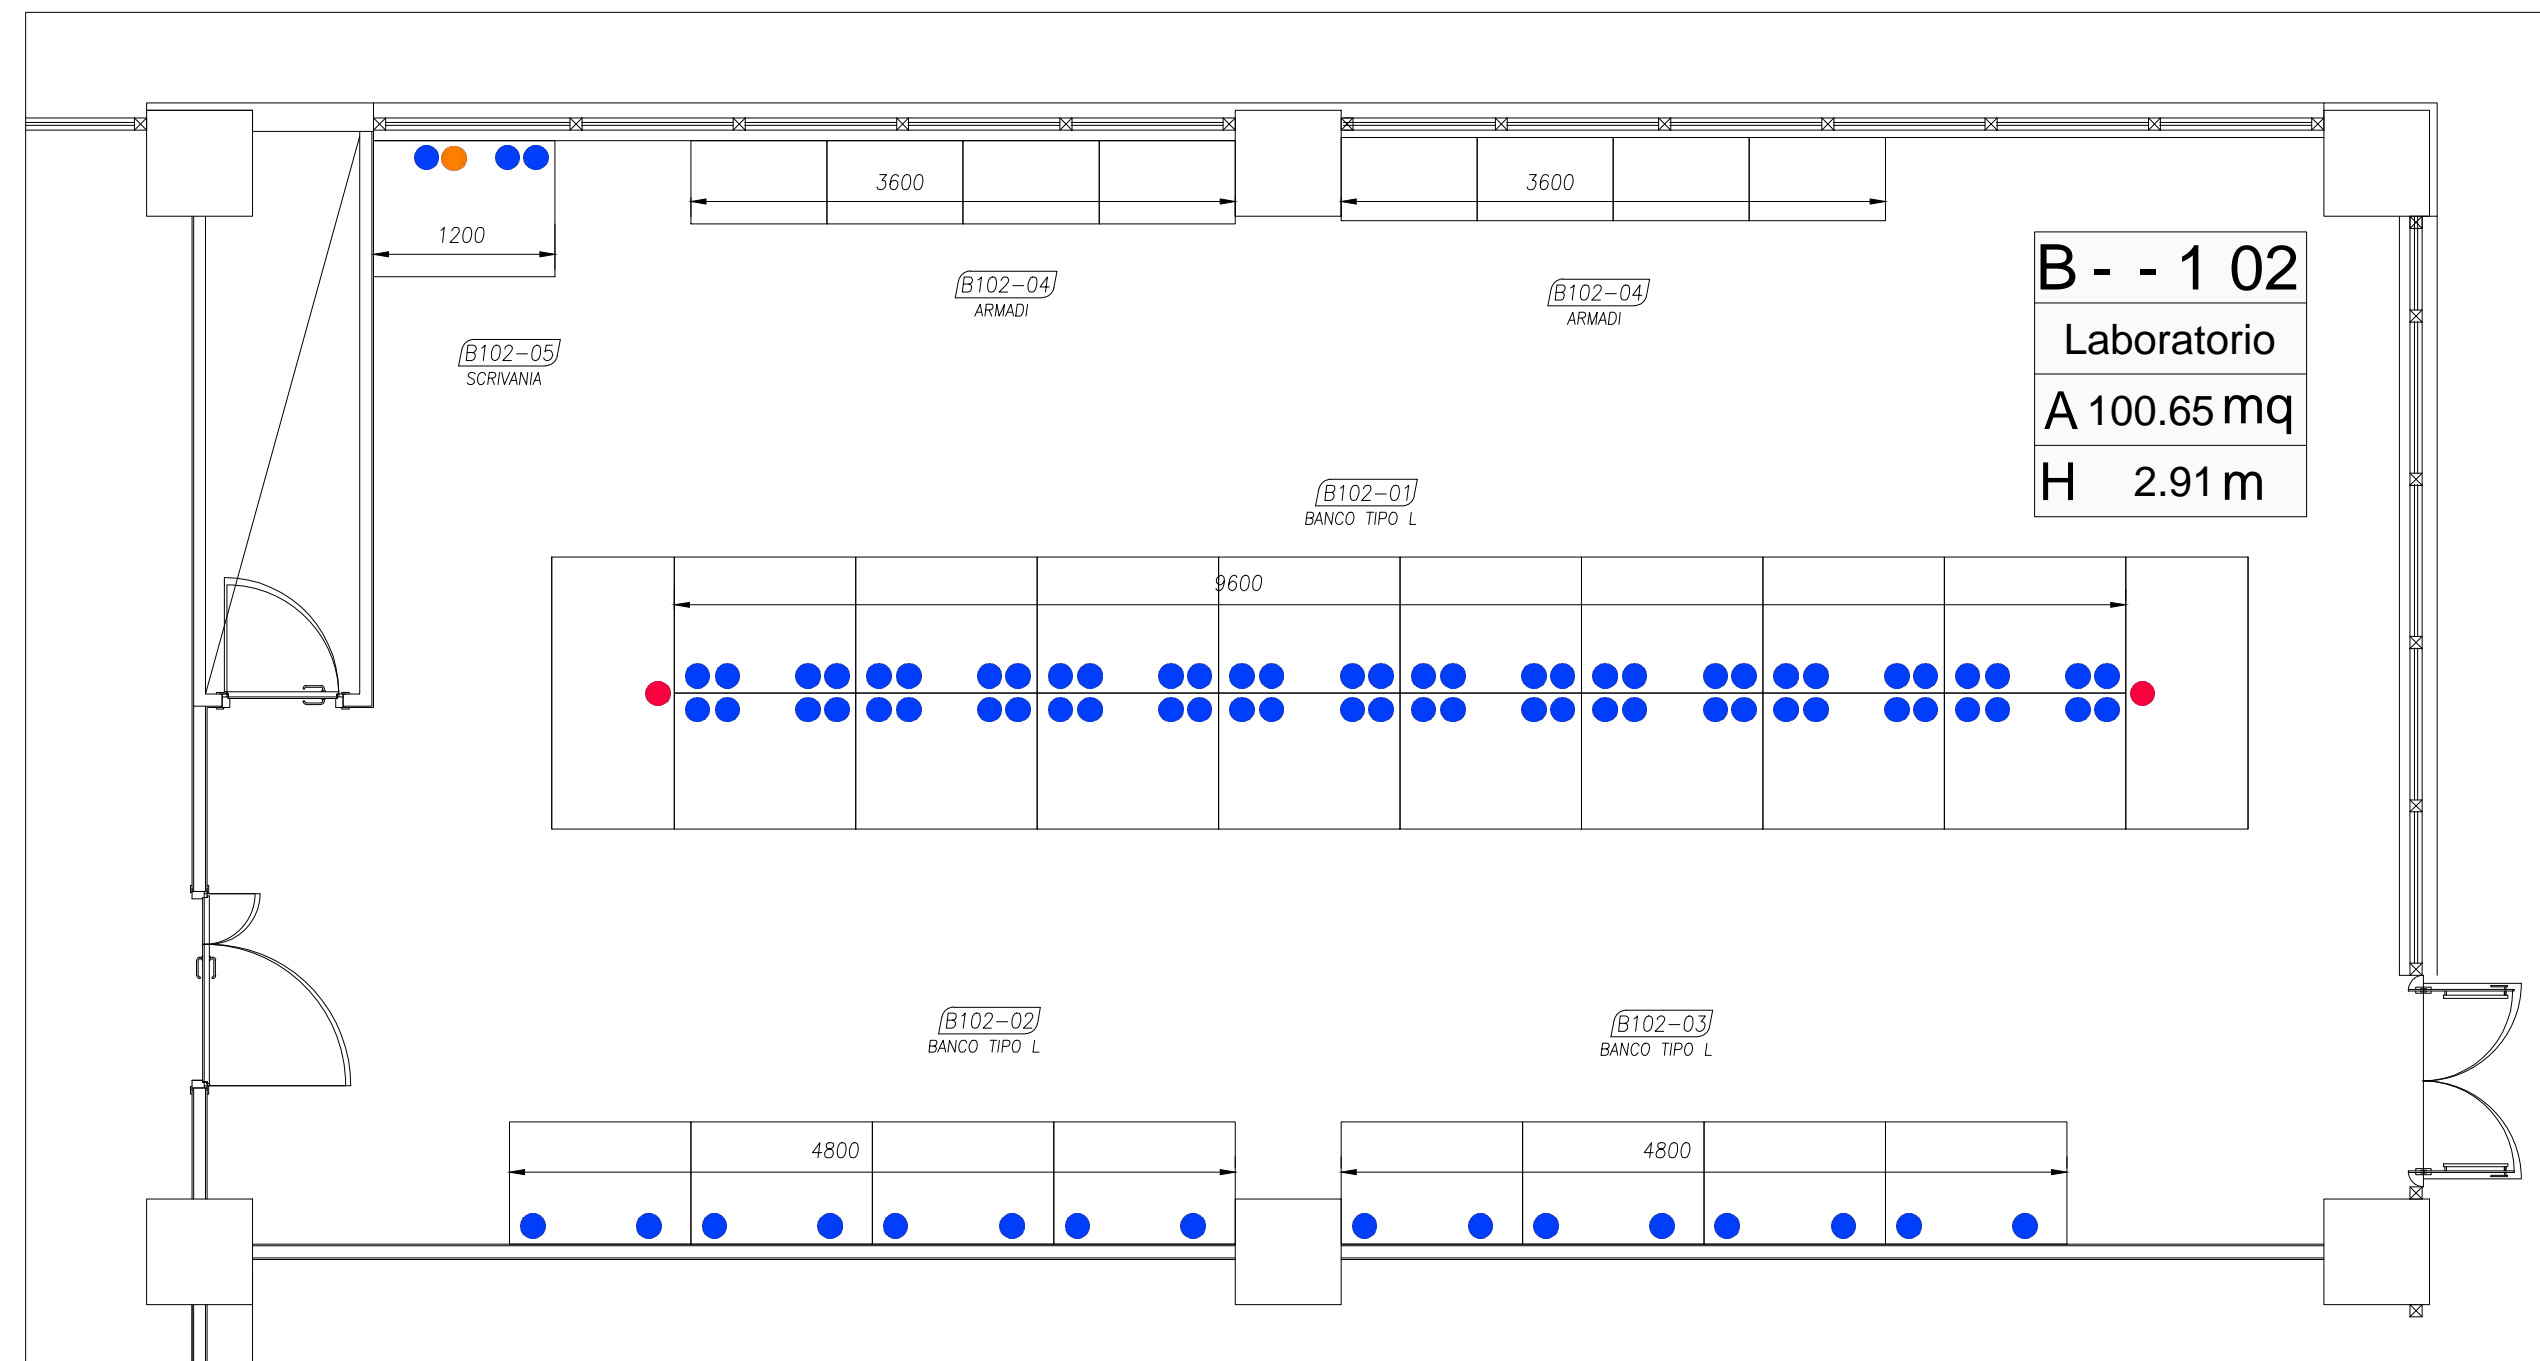 3600
3600
1200
B - - 1 02
Laboratorio
A 100.65 mq
H 2.91 m
B102-04
ARMADI
B102-04
ARMADI
B102-05
SCRIVANIA
B102-01
BANCO TIPO L
9600
B102-02
BANCO TIPO L
B102-03
BANCO TIPO L
4800
4800